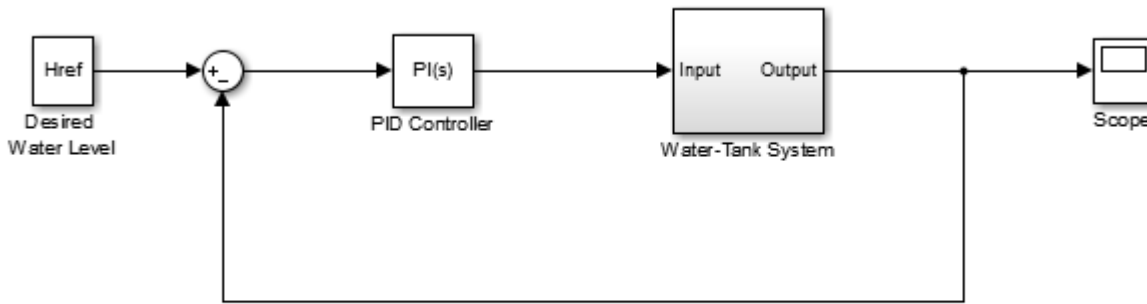 Href
Desired
Water Level
+
-
PI(s)
PID Controller
Input
Output
Water-Tank System
Scope